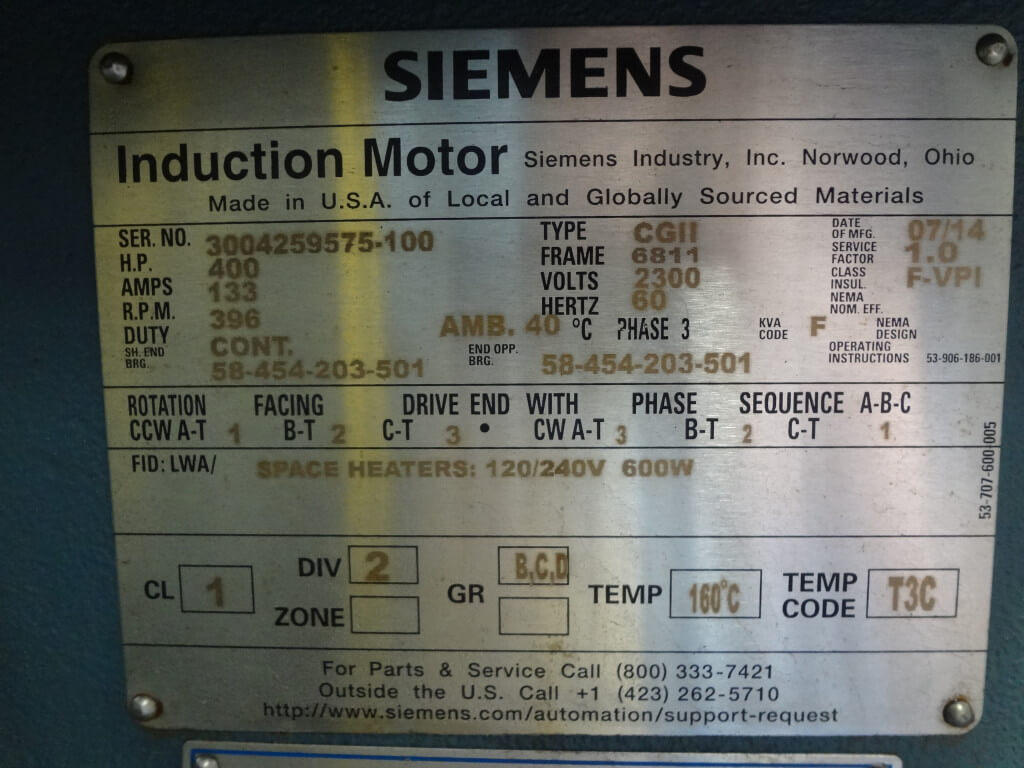 SIEMENS
Induction Motor Siemens Industry, Inc. Norwood, Ohio
Made in U.S.A. of Local and Globally Sourced Materials
SER. NO. 3004259575-100 TYPE CGII DATE OF MFG. 07/14
H.P. 400 FRAME 6811 SERVICE FACTOR 1.0
AMPS 133 VOLTS 2300 CLASS INSUL. F-VPI
R.P.M. 396 HERTZ 60 NEMA NOM. EFF.
DUTY CONT. AMB. 40 °C PHASE 3 KVA CODE F NEMA DESIGN
SH. END BRG. 58-454-203-501 END OPP. BRG. 58-454-203-501 OPERATING INSTRUCTIONS 53-906-186-001
ROTATION FACING DRIVE END WITH PHASE SEQUENCE A-B-C
CCW A-T 1 B-T 2 C-T 3 • CW A-T 3 B-T 2 C-T 1
FID: LWA/ SPACE HEATERS: 120/240V 600W
53-707-600-005
CL 1 DIV 2 GR B,C,D TEMP 160°C TEMP CODE T3C
ZONE
For Parts & Service Call (800) 333-7421
Outside the U.S. Call +1 (423) 262-5710
http://www.siemens.com/automation/support-request